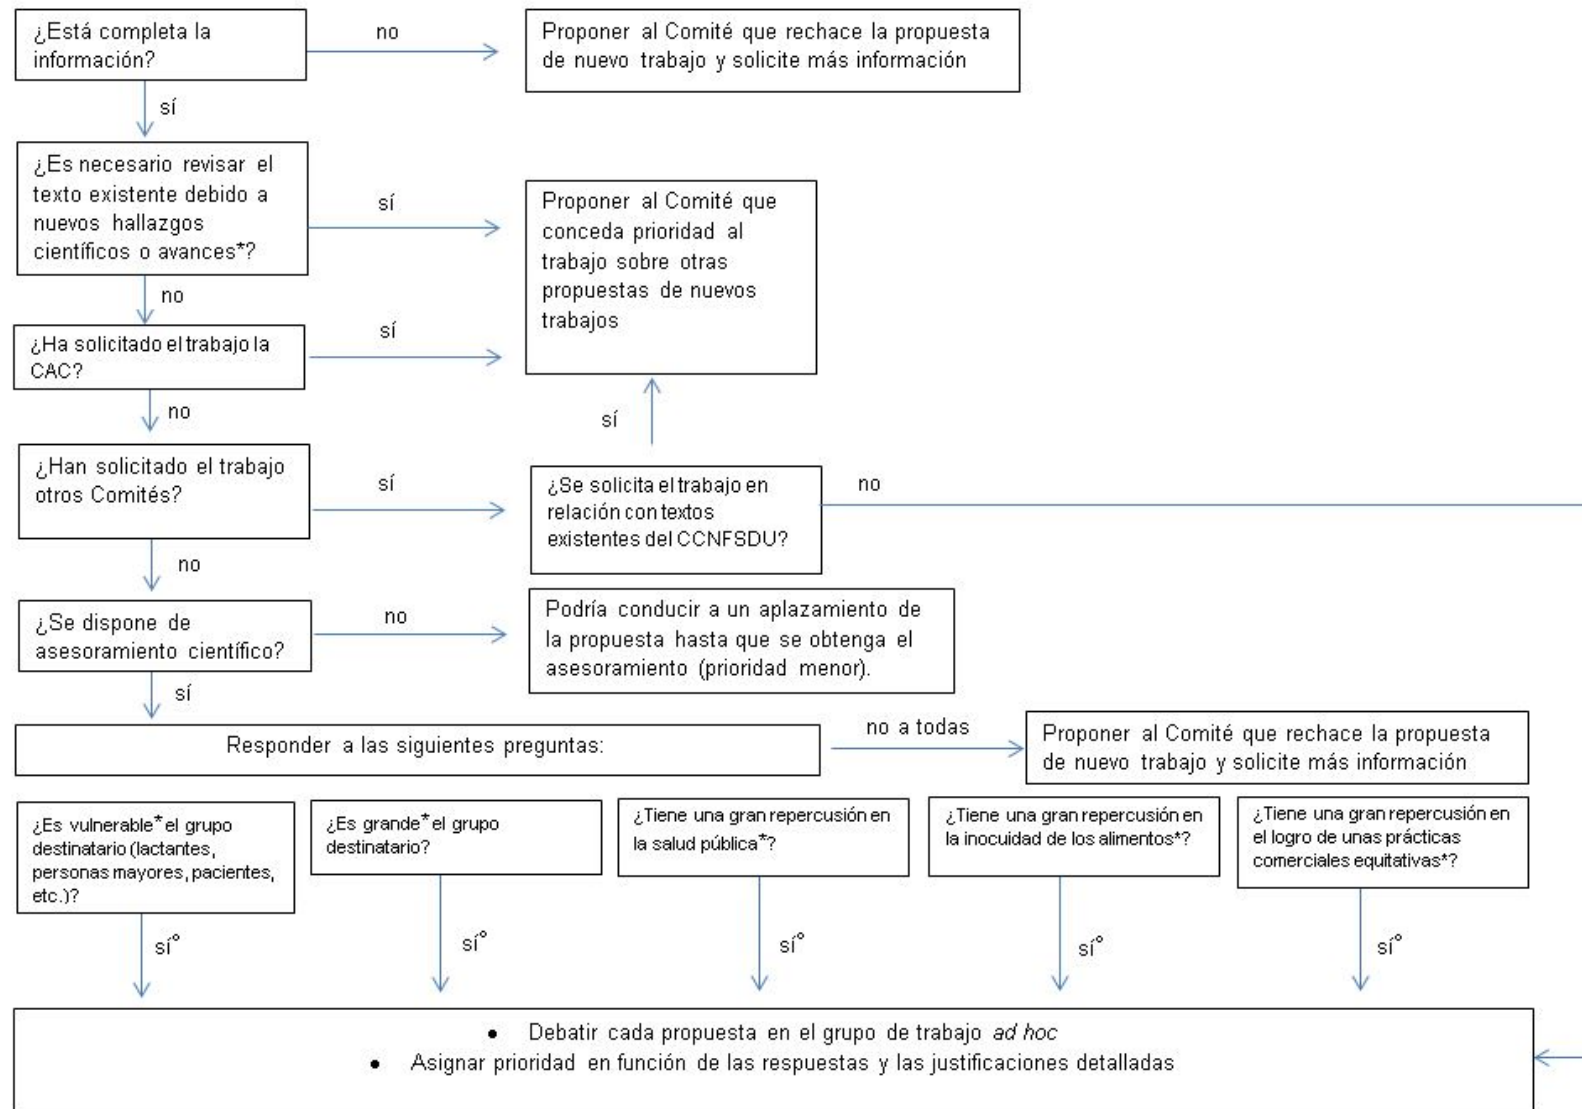 ¿Está completa la
información?
no
Proponer al Comité que rechace la propuesta
de nuevo trabajo y solicite más información
sí
¿Es necesario revisar el
texto existente debido a
nuevos hallazgos
científicos o avances*?
sí
Proponer al Comité que
conceda prioridad al
trabajo sobre otras
propuestas de nuevos
trabajos
no
¿Ha solicitado el trabajo la
CAC?
sí
no
sí
¿Han solicitado el trabajo
otros Comités?
sí
¿Se solicita el trabajo en
relación con textos
existentes del CCNFSDU?
no
no
¿Se dispone de
asesoramiento científico?
no
Podría conducir a un aplazamiento de
la propuesta hasta que se obtenga el
asesoramiento (prioridad menor).
sí
Responder a las siguientes preguntas:
no a todas
Proponer al Comité que rechace la propuesta
de nuevo trabajo y solicite más información
¿Es vulnerable* el grupo
destinatario (lactantes,
personas mayores, pacientes,
etc.)?
¿Es grande* el grupo
destinatario?
¿Tiene una gran repercusión en
la salud pública*?
¿Tiene una gran repercusión en
la inocuidad de los alimentos*?
¿Tiene una gran repercusión en
el logro de unas prácticas
comerciales equitativas*?
sí°
sí°
sí°
sí°
sí°
• Debatir cada propuesta en el grupo de trabajo ad hoc
• Asignar prioridad en función de las respuestas y las justificaciones detalladas